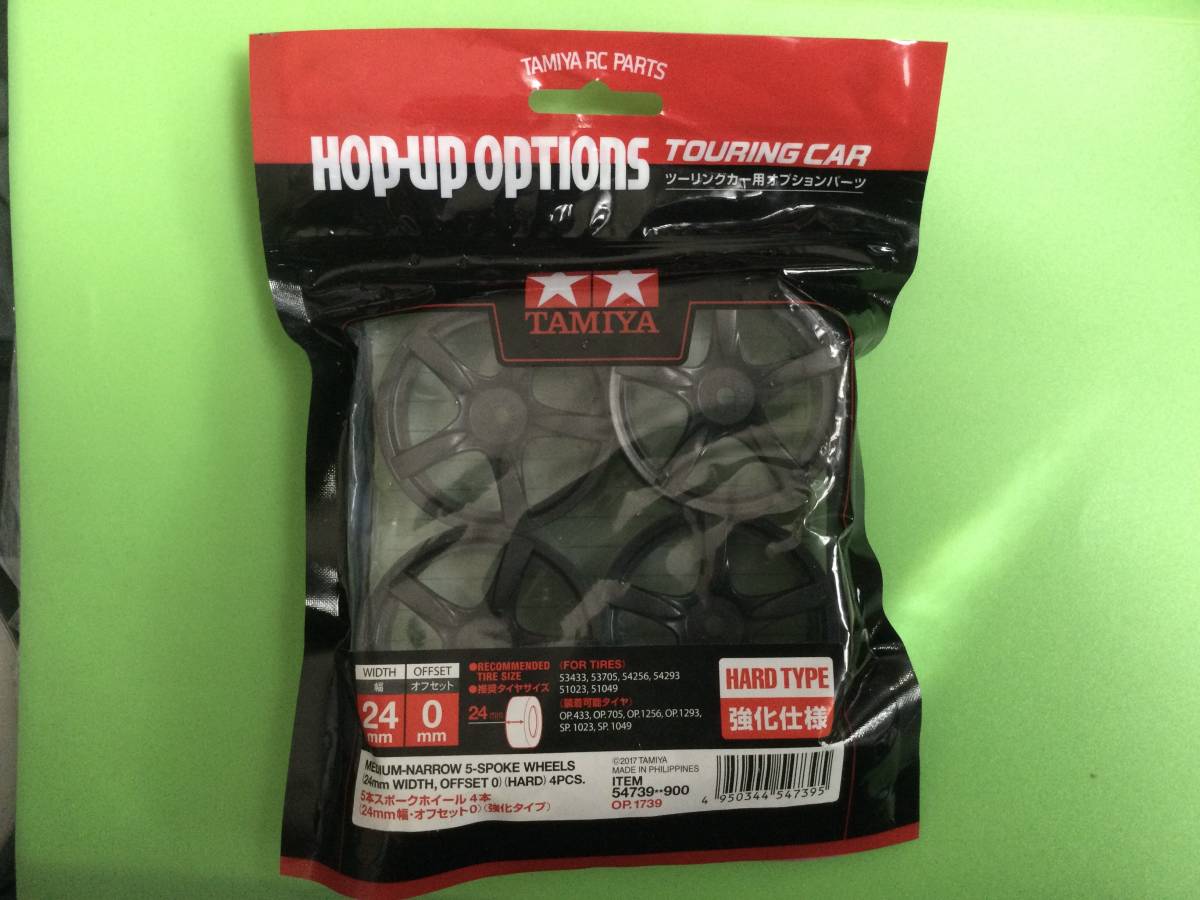 TAMIYA RC PARTS
HOP-UP OPTIONS
TOURING CAR
ツーリングカー用オプションパーツ
TAMIYA
WIDTH
幅
24
mm
OFFSET
オフセット
0
mm
●RECOMMENDED
TIRE SIZE
●推奨タイヤサイズ
24mm
(FOR TIRES)
53433, 53705, 54256, 54293
51023, 51049
(装着可能タイヤ)
OP.433, OP.705, OP.1256, OP.1293,
SP. 1023, SP. 1049
HARD TYPE
強化仕様
MEDIUM-NARROW 5-SPOKE WHEELS
(24mm WIDTH, OFFSET 0) (HARD) 4PCS.
5本スポークホイール 4本
(24mm幅・オフセット0) (強化タイプ)
©2017 TAMIYA
MADE IN PHILIPPINES
ITEM
54739**900
OP.1739
4 950344 547395